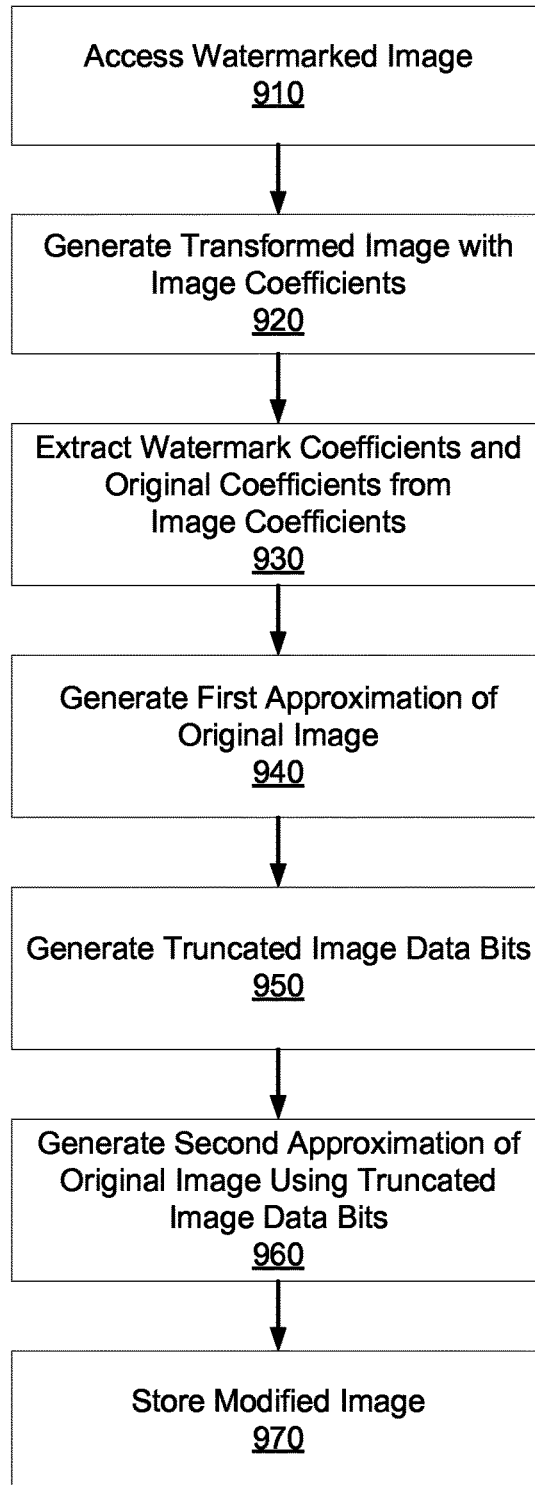 Access Watermarked Image
910
Generate Transformed Image with
Image Coefficients
920
Extract Watermark Coefficients and
Original Coefficients from
Image Coefficients
930
Generate First Approximation of
Original Image
940
Generate Truncated Image Data Bits
950
Generate Second Approximation of
Original Image Using Truncated
Image Data Bits
960
Store Modified Image
970